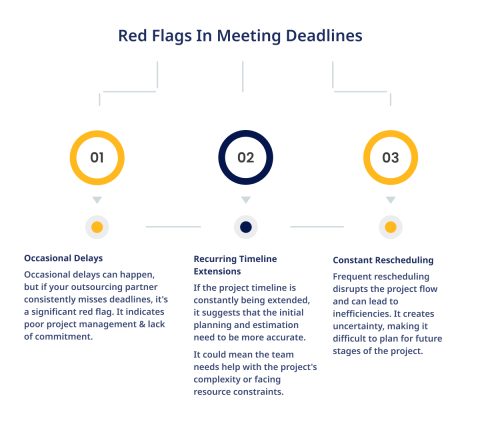 Red Flags In Meeting Deadlines
01
02
03
Occasional Delays
Occasional delays can happen,
but if your outsourcing partner
consistently misses deadlines, it's
a significant red flag. It indicates
poor project management & lack
of commitment.
Recurring Timeline
Extensions
If the project timeline is
constantly being extended,
it suggests that the initial
planning and estimation
need to be more accurate.
It could mean the team
needs help with the project's
complexity or facing
resource constraints.
Constant Rescheduling
Frequent rescheduling
disrupts the project flow
and can lead to
inefficiencies. It creates
uncertainty, making it
difficult to plan for future
stages of the project.